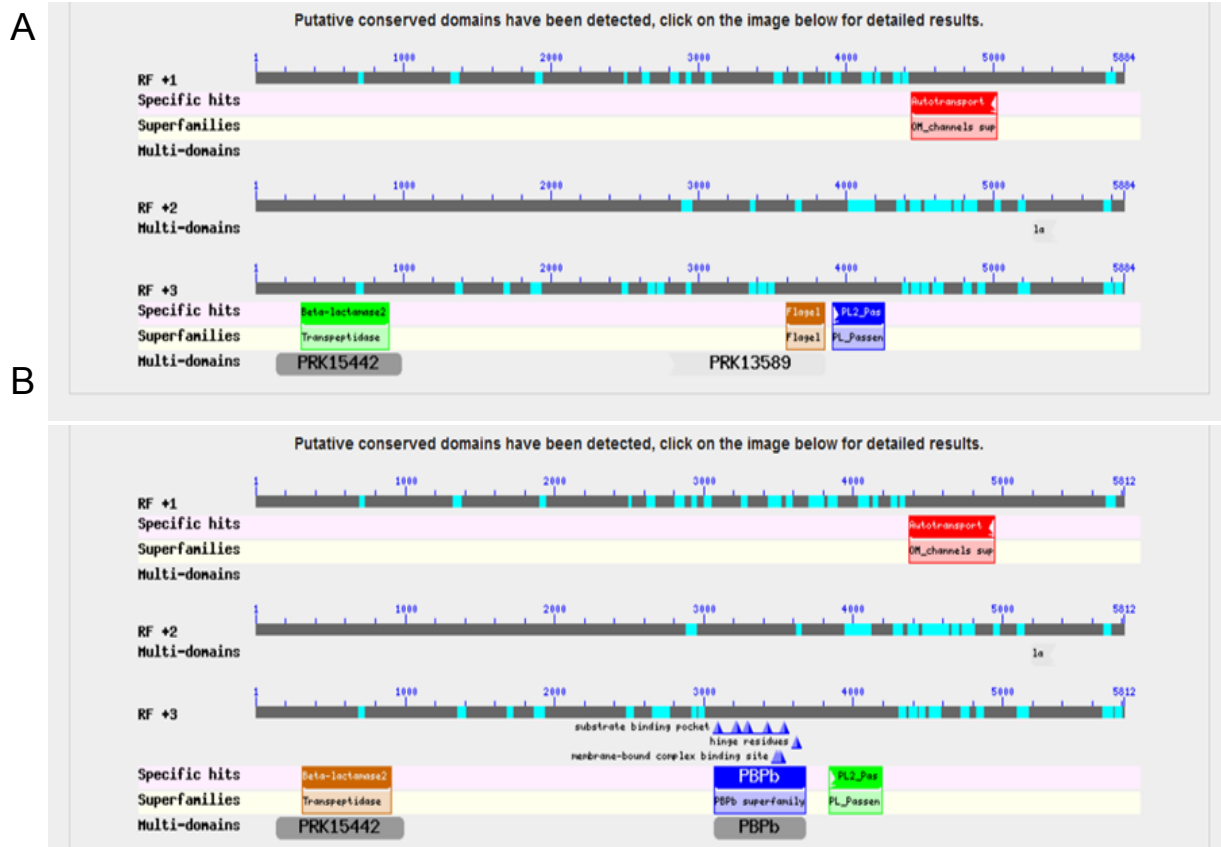 A
Putative conserved domains have been detected, click on the image below for detailed results.
1 1000 2000 3000 4000 5000 5884
RF +1
Specific hits Autotransport
Superfamilies OM_channels sup
Multi-domains
1 1000 2000 3000 4000 5000 5884
RF +2
Multi-domains la
1 1000 2000 3000 4000 5000 5884
RF +3
Specific hits Beta-lactamase2 Flagel PL2_Pas
Superfamilies Transpeptidase Flagel PL_Passen
Multi-domains PRK15442 PRK13589
B
Putative conserved domains have been detected, click on the image below for detailed results.
1 1000 2000 3000 4000 5000 5812
RF +1
Specific hits Autotransport
Superfamilies OM_channels sup
Multi-domains
1 1000 2000 3000 4000 5000 5812
RF +2
Multi-domains la
1 1000 2000 3000 4000 5000 5812
RF +3
substrate binding pocket
hinge residues
membrane-bound complex binding site
Specific hits Beta-lactamase2 PBPb PL2_Pas
Superfamilies Transpeptidase PBPb superfamily PL_Passen
Multi-domains PRK15442 PBPb